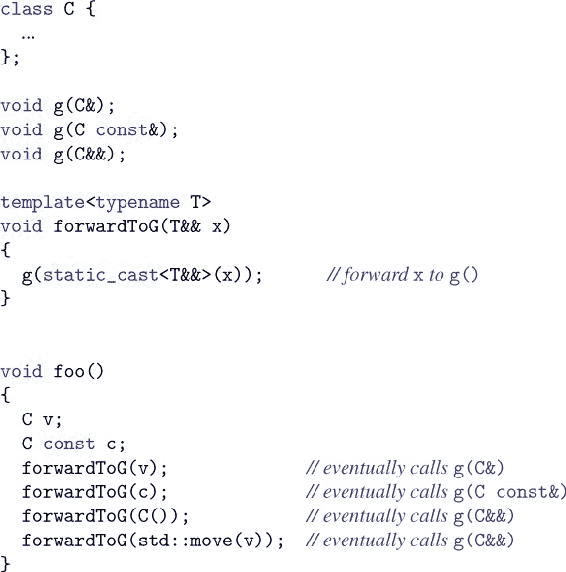 class C {
  ...
};
void g(C&);
void g(C const&);
void g(C&&);
template<typename T>
void forwardToG(T&& x)
{
  g(static_cast<T&&>(x));      // forward x to g()
}
void foo()
{
  C v;
  C const c;
  forwardToG(v);             // eventually calls g(C&)
  forwardToG(c);             // eventually calls g(C const&)
  forwardToG(C());           // eventually calls g(C&&)
  forwardToG(std::move(v));  // eventually calls g(C&&)
}